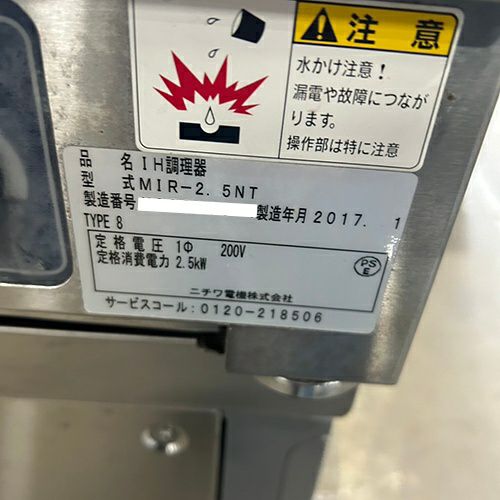 注意
水かけ注意！
漏電や故障につなが
ります。
操作部は特に注意
品名 IH調理器
型式 MIR-2.5NT
製造番号 製造年月 2017. 1
TYPE 8
定格電圧 1Φ 200V
定格消費電力 2.5kW
PS
E
ニチワ電機株式会社
サービスコール：0120-218506